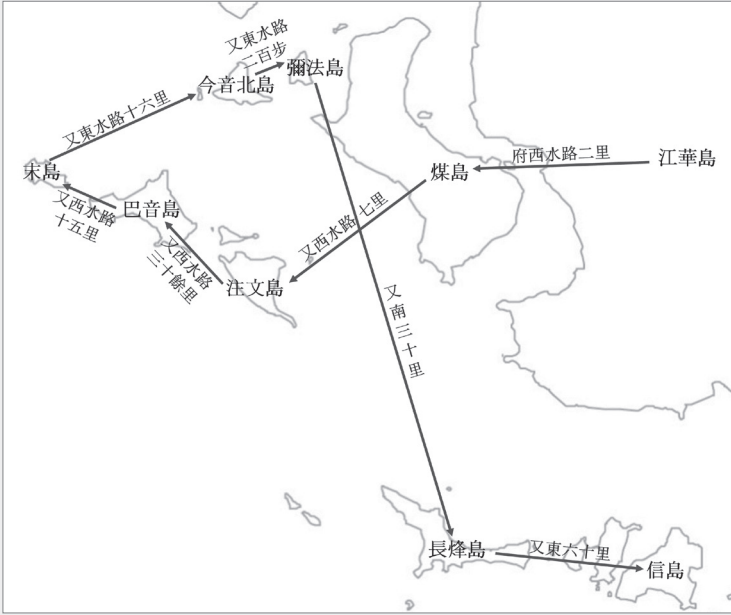 又東水路
二百步
彌法島
今音北島
又東水路十六里
末島
又西水路
十五里
巴音島
又西水路
三十餘里
注文島
又西水路 七里
煤島
府西水路二里
江華島
又南三十里
長烽島
又東六十里
信島